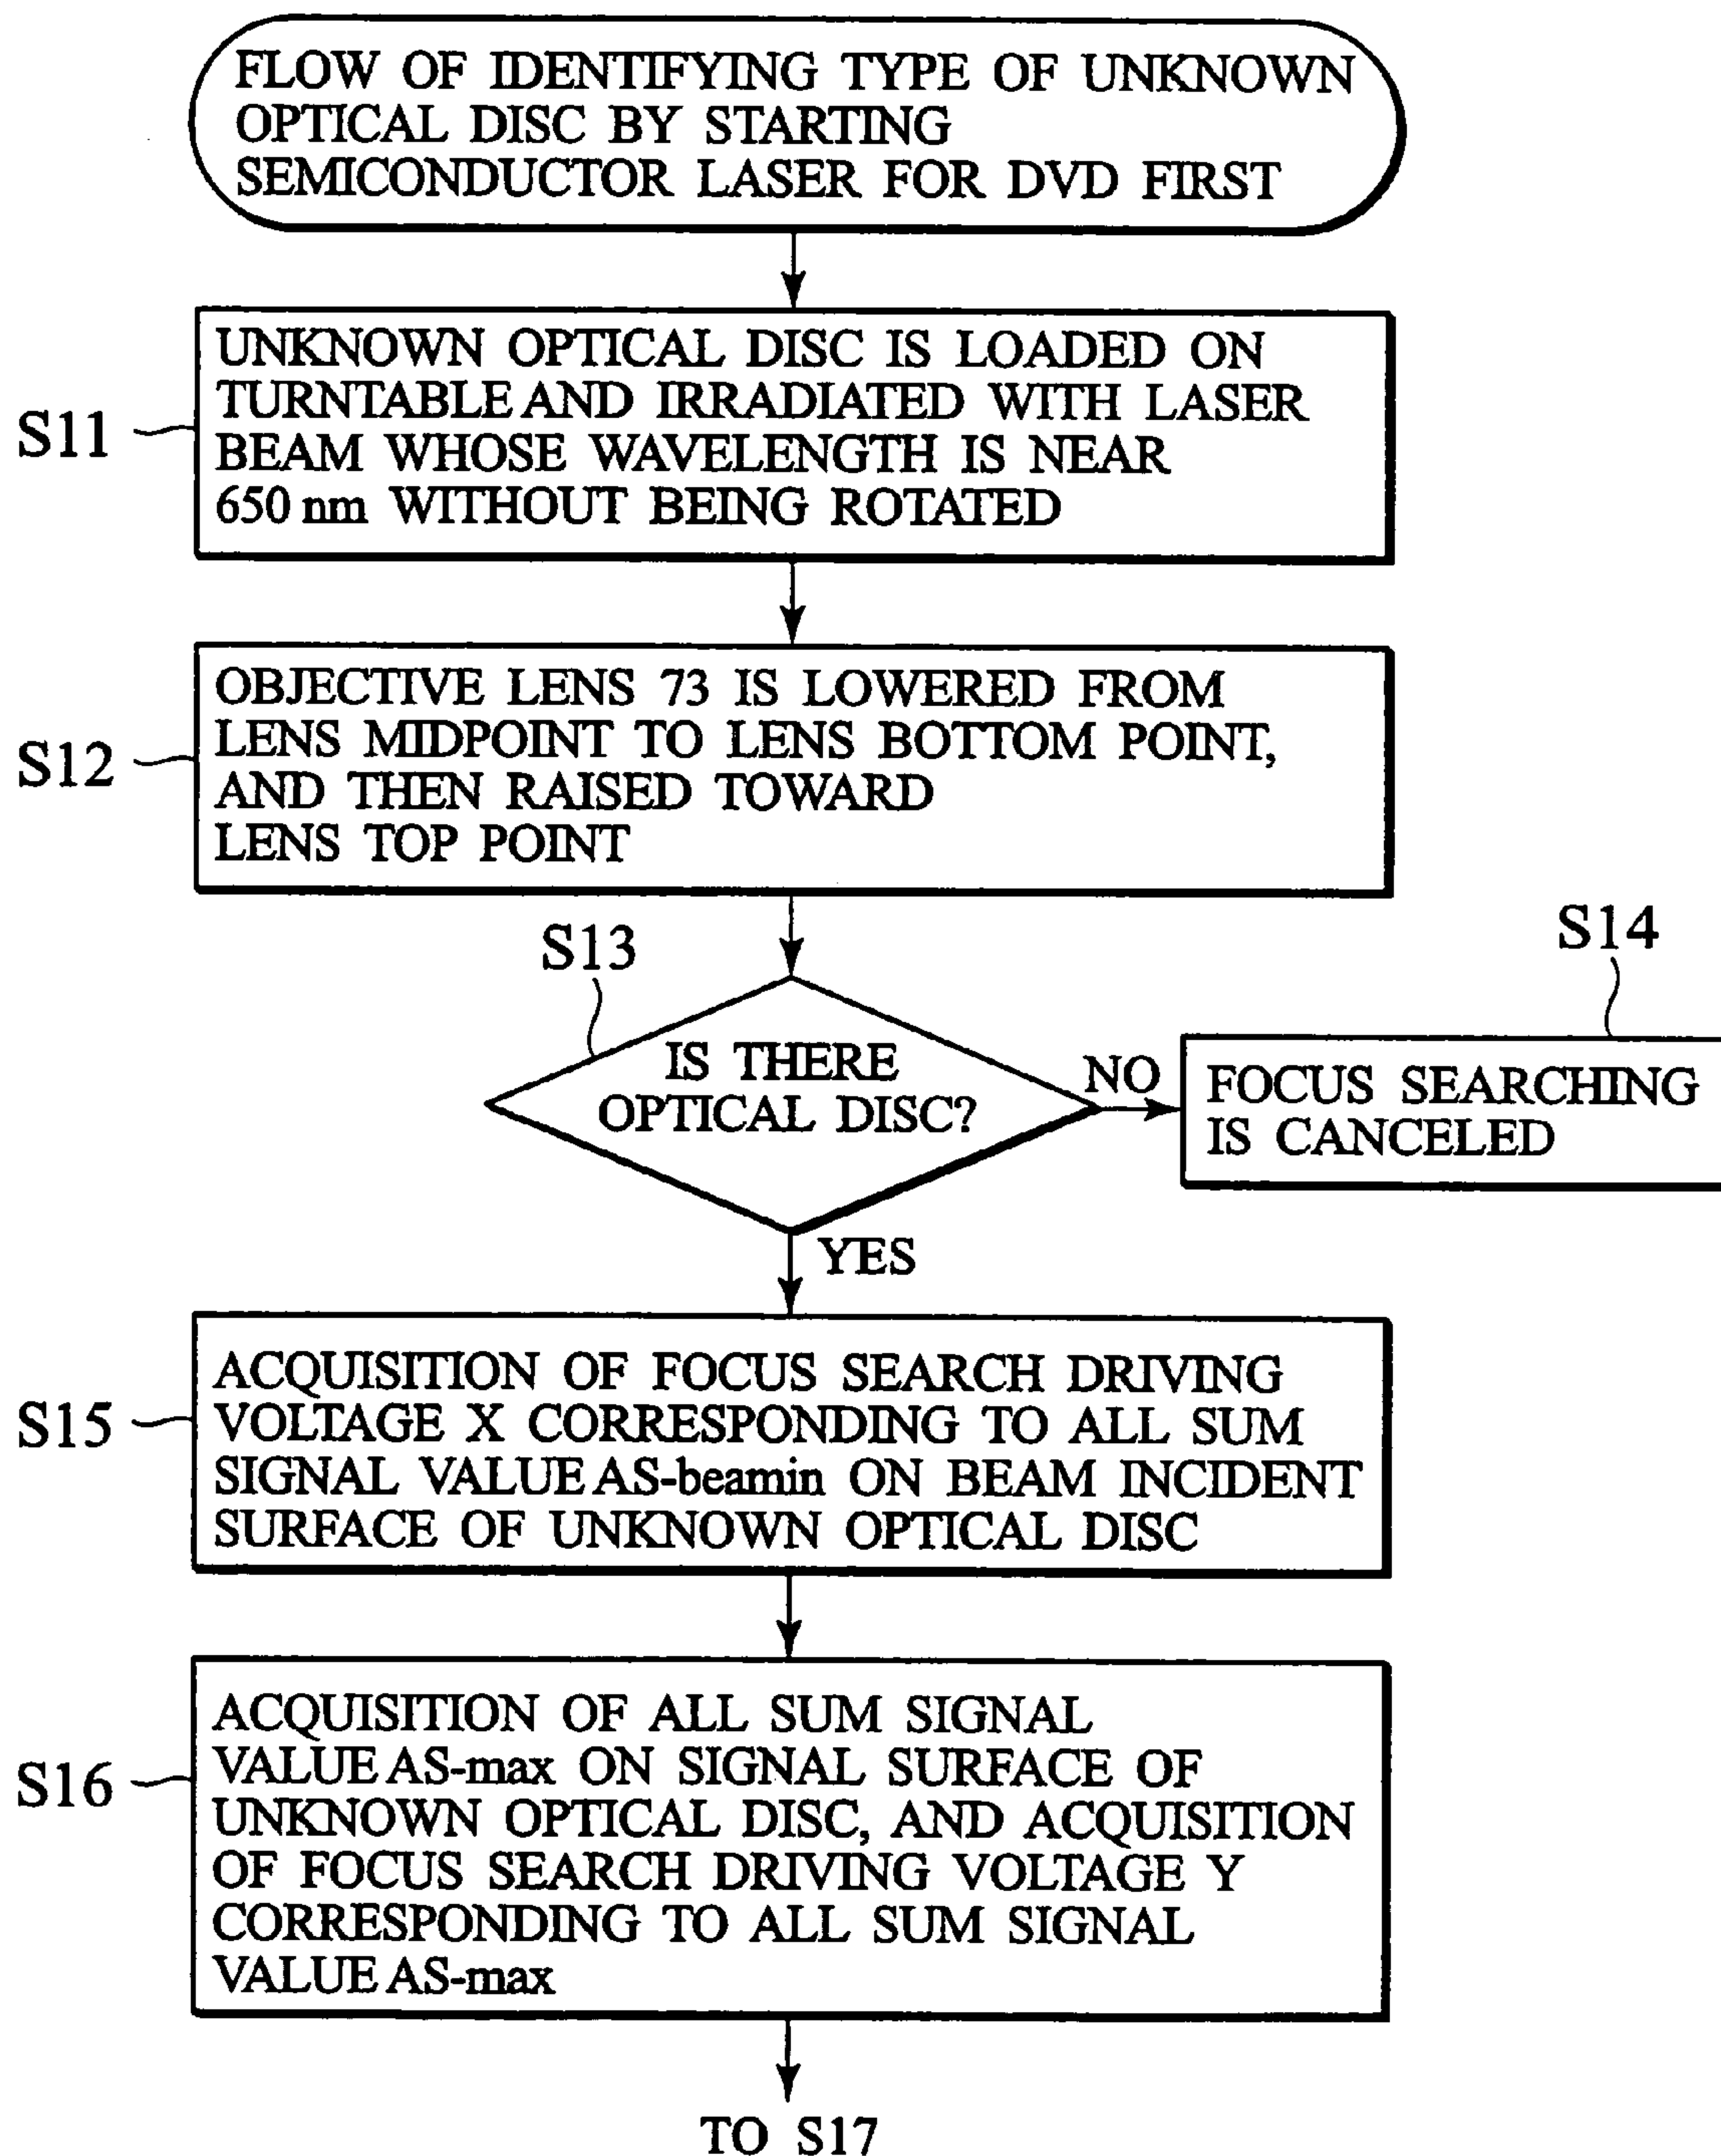 FLOW OF IDENTIFYING TYPE OF UNKNOWN
OPTICAL DISC BY STARTING
SEMICONDUCTOR LASER FOR DVD FIRST
S11
UNKNOWN OPTICAL DISC IS LOADED ON
TURNTABLE AND IRRADIATED WITH LASER
BEAM WHOSE WAVELENGTH IS NEAR
650 nm WITHOUT BEING ROTATED
S12
OBJECTIVE LENS 73 IS LOWERED FROM
LENS MIDPOINT TO LENS BOTTOM POINT,
AND THEN RAISED TOWARD
LENS TOP POINT
S13
IS THERE
OPTICAL DISC?
NO
S14
FOCUS SEARCHING
IS CANCELED
YES
S15
ACQUISITION OF FOCUS SEARCH DRIVING
VOLTAGE X CORRESPONDING TO ALL SUM
SIGNAL VALUE AS-beamin ON BEAM INCIDENT
SURFACE OF UNKNOWN OPTICAL DISC
S16
ACQUISITION OF ALL SUM SIGNAL
VALUE AS-max ON SIGNAL SURFACE OF
UNKNOWN OPTICAL DISC, AND ACQUISITION
OF FOCUS SEARCH DRIVING VOLTAGE Y
CORRESPONDING TO ALL SUM SIGNAL
VALUE AS-max
TO S17